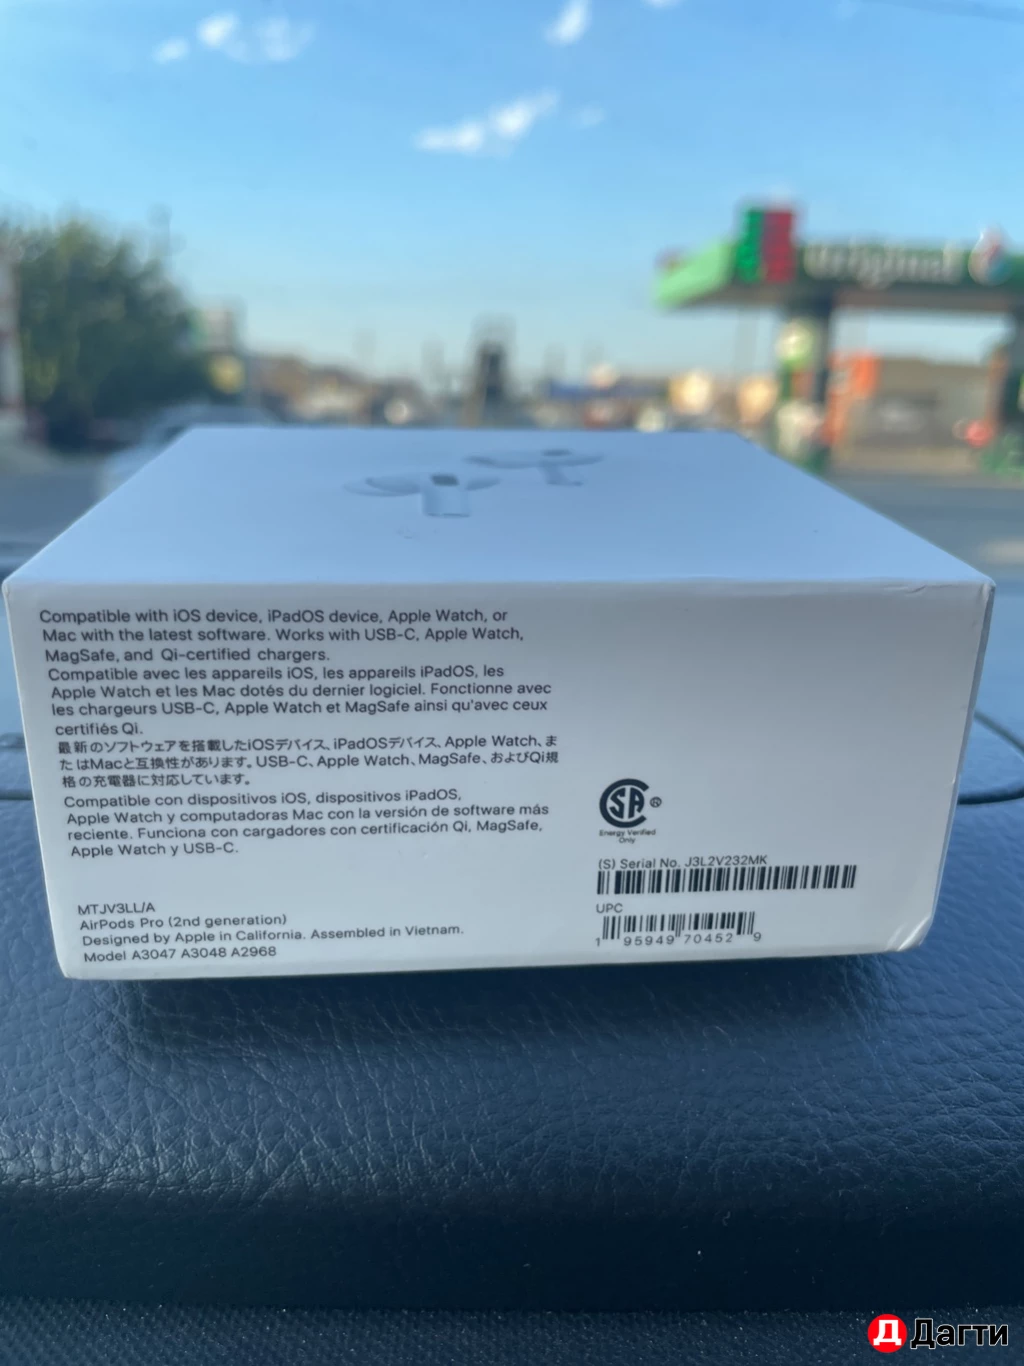 original
Compatible with iOS device, iPadOS device, Apple Watch, or
Mac with the latest software. Works with USB-C, Apple Watch,
MagSafe, and Qi-certified chargers.
Compatible avec les appareils iOS, les appareils iPadOS, les
Apple Watch et les Mac dotés du dernier logiciel. Fonctionne avec
les chargeurs USB-C, Apple Watch et MagSafe ainsi qu'avec ceux
certifiés Qi.
最新のソフトウェアを搭載したiOSデバイス、iPadOSデバイス、Apple Watch、ま
たはMacと互換性があります。USB-C、Apple Watch、MagSafe、およびQi規
格の充電器に対応しています。
Compatible con dispositivos iOS, dispositivos iPadOS,
Apple Watch y computadoras Mac con la versión de software más
reciente. Funciona con cargadores con certificación Qi, MagSafe,
Apple Watch y USB-C.
MTJV3LL/A
AirPods Pro (2nd generation)
Designed by Apple in California. Assembled in Vietnam.
Model A3047 A3048 A2968
SA ®
Energy Verified
Only
(S) Serial No. J3L2V232MK
UPC
1 95949 70452 9
Дагти